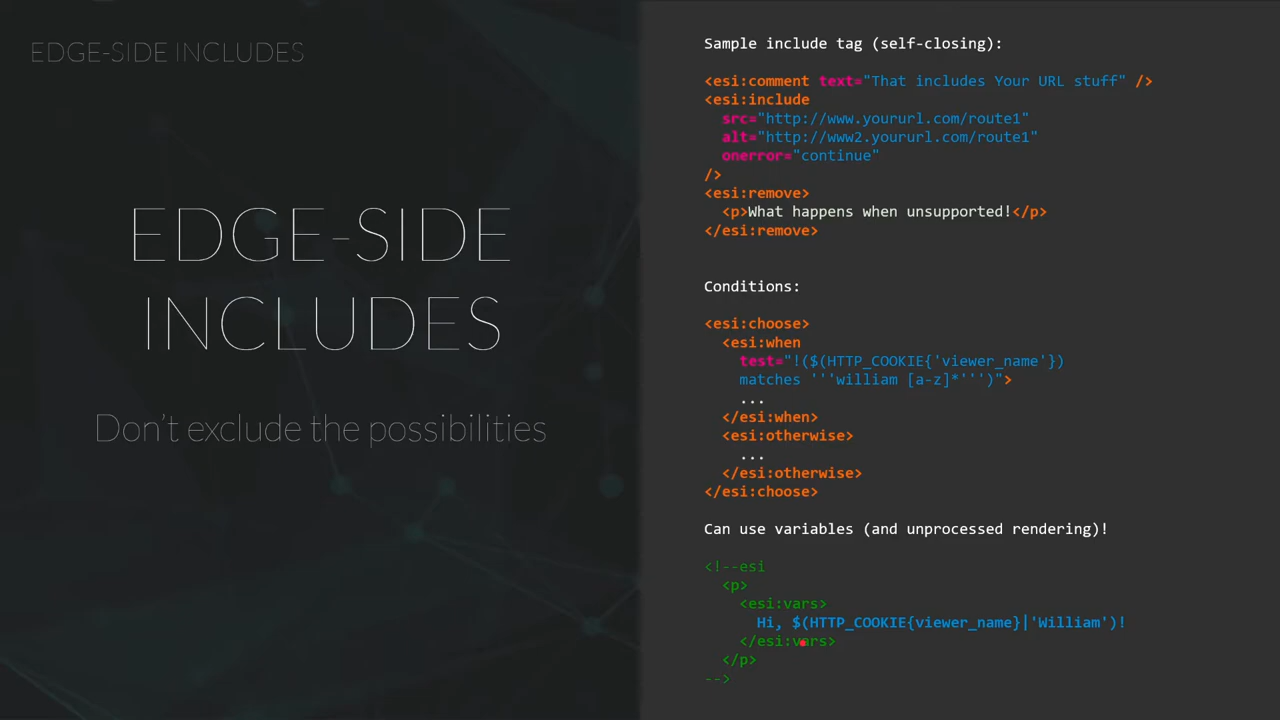 EDGE-SIDE INCLUDES
EDGE-SIDE
INCLUDES
Don't exclude the possibilities
Sample include tag (self-closing):
<esi:comment text="That includes Your URL stuff" />
<esi:include
src="http://www.yoururl.com/route1"
alt="http://www2.yoururl.com/route1"
onerror="continue"
/>
<esi:remove>
<p>What happens when unsupported!</p>
</esi:remove>
Conditions:
<esi:choose>
<esi:when
test="!($(HTTP_COOKIE{'viewer_name'})
matches '''william [a-z]*''')">
...
</esi:when>
<esi:otherwise>
...
</esi:otherwise>
</esi:choose>
Can use variables (and unprocessed rendering)!
<!--esi
<p>
<esi:vars>
Hi, $(HTTP_COOKIE{viewer_name}|'William')!
</esi:vars>
</p>
-->